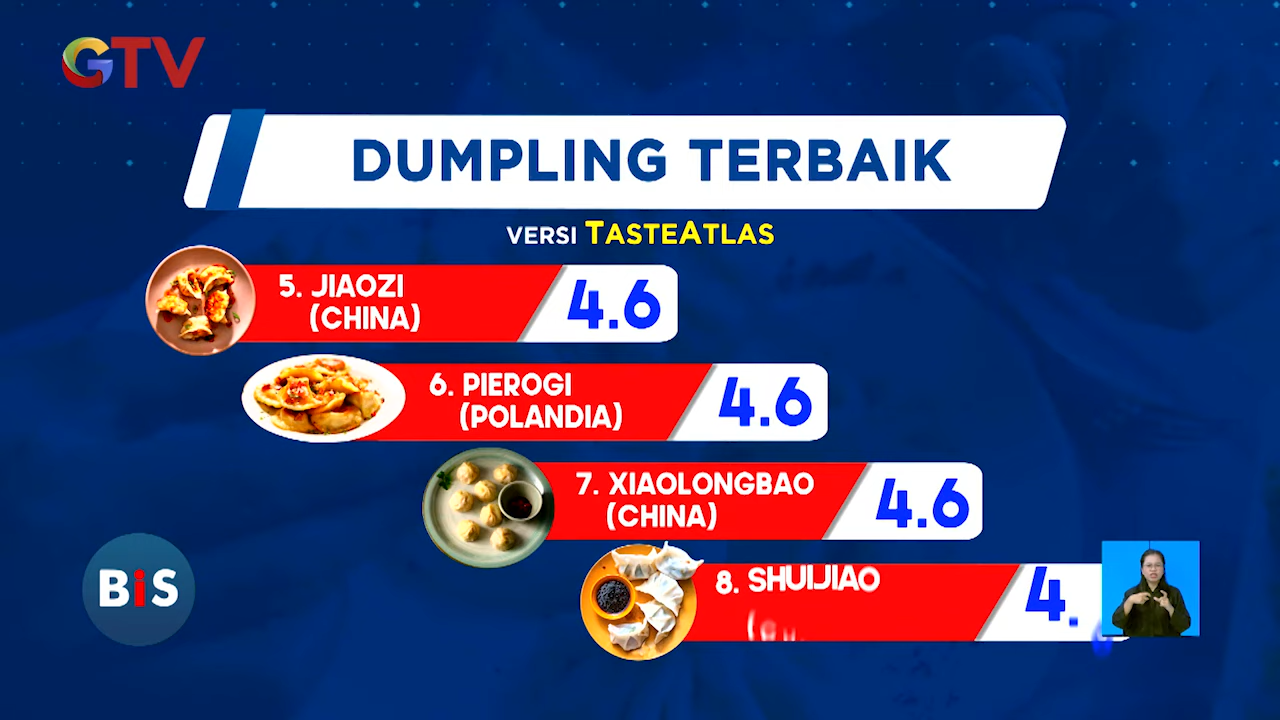 GTV
DUMPLING TERBAIK
VERSI TASTEATLAS
5. JIAOZI
(CHINA)
4.6
6. PIEROGI
(POLANDIA)
4.6
7. XIAOLONGBAO
(CHINA)
4.6
8. SHUIJIAO
4.
BiS